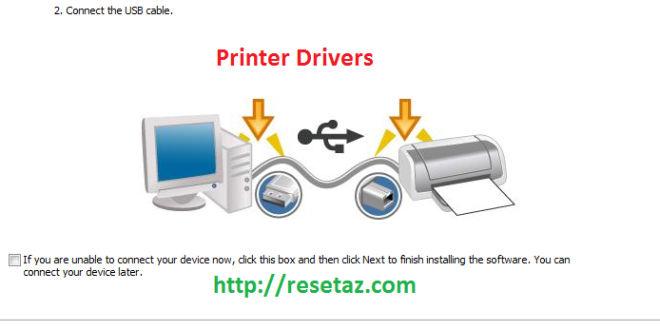 2. Connect the USB cable.
Printer Drivers
If you are unable to connect your device now, click this box and then click Next to finish installing the software. You can
connect your device later.
http://resetaz.com